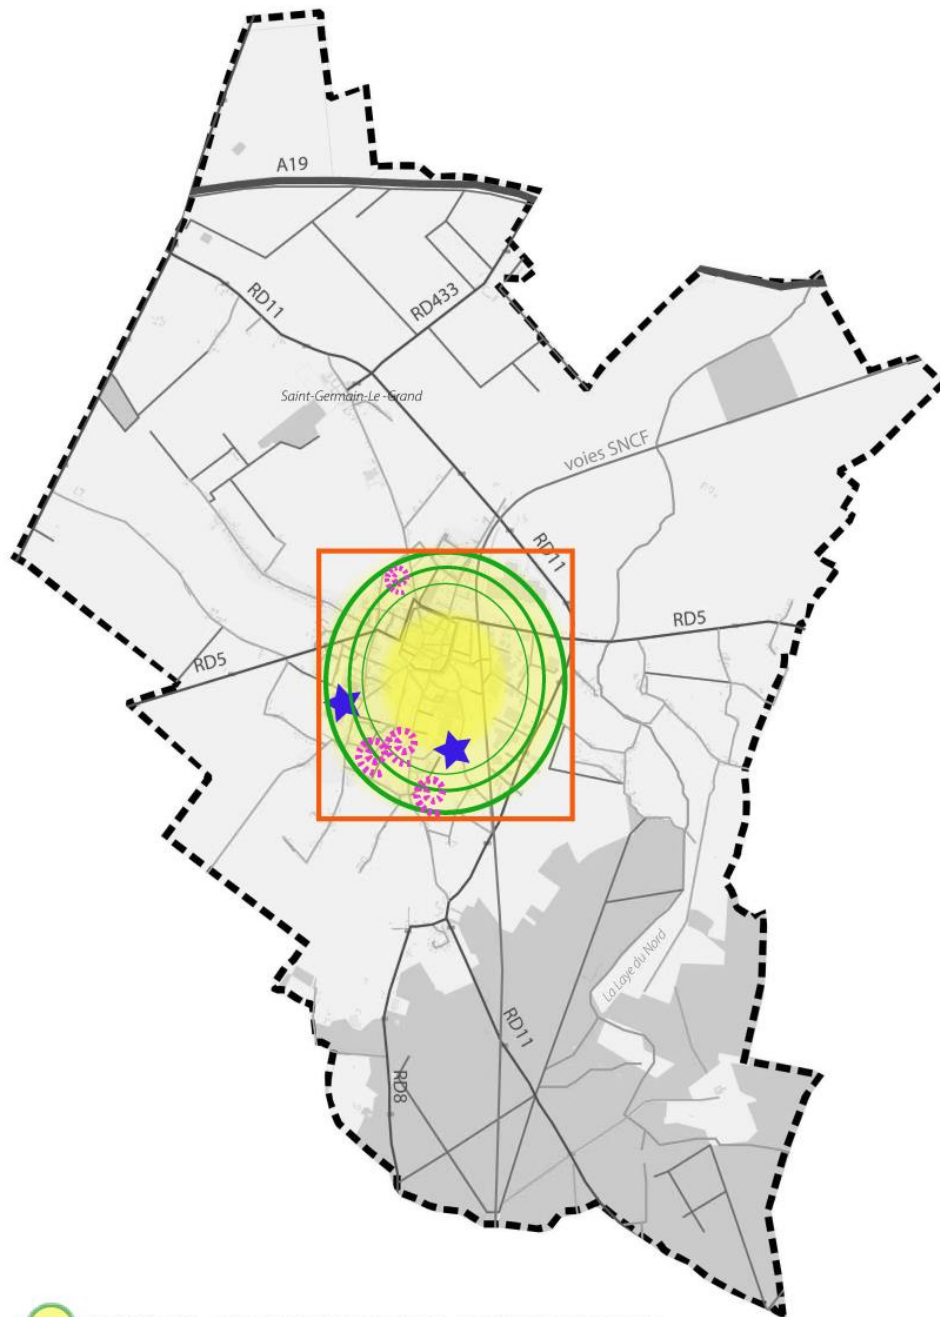 A19
RD11
RD433
Saint-Germain-Le-Grand
voies SNCF
RD11
RD5
RD5
La Laye du Nord
RD11
RD8